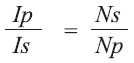 Ip / Is = Ns / Np